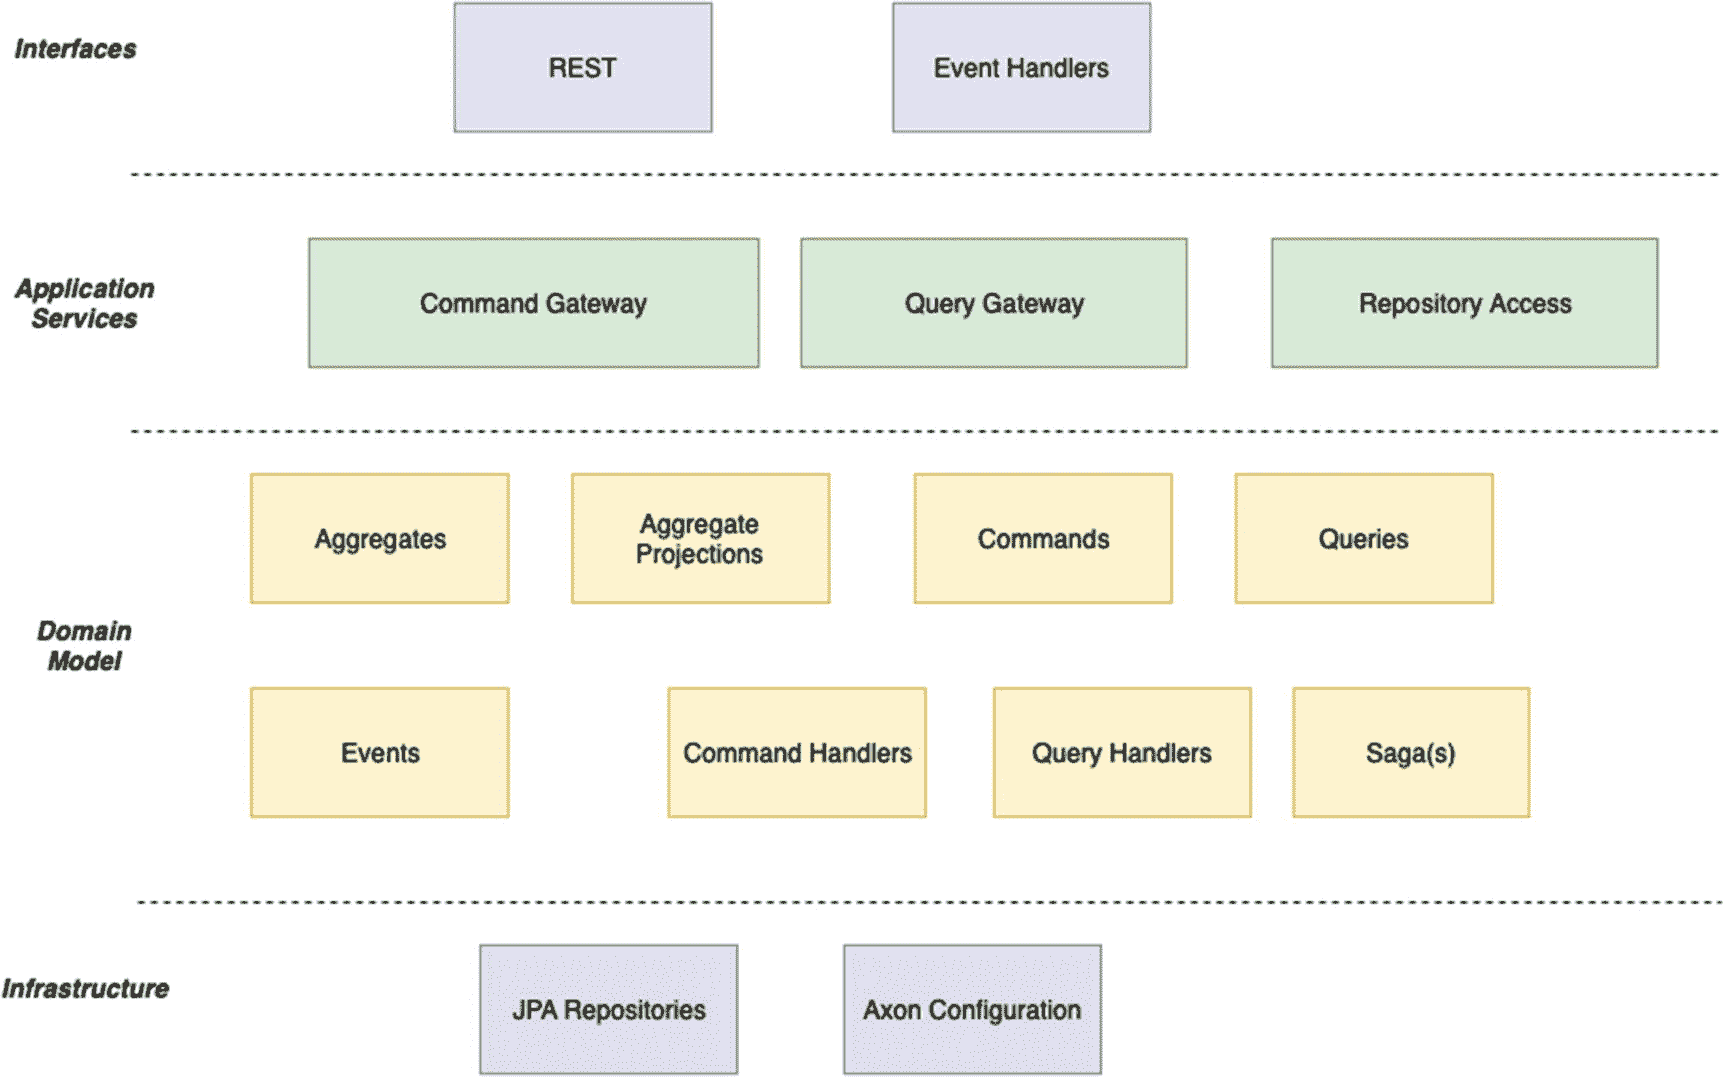 Interfaces
REST
Event Handlers
Application
Services
Command Gateway
Query Gateway
Repository Access
Aggregates
Aggregate
Projections
Commands
Queries
Domain
Model
Events
Command Handlers
Query Handlers
Saga(s)
Infrastructure
JPA Repositories
Axon Configuration